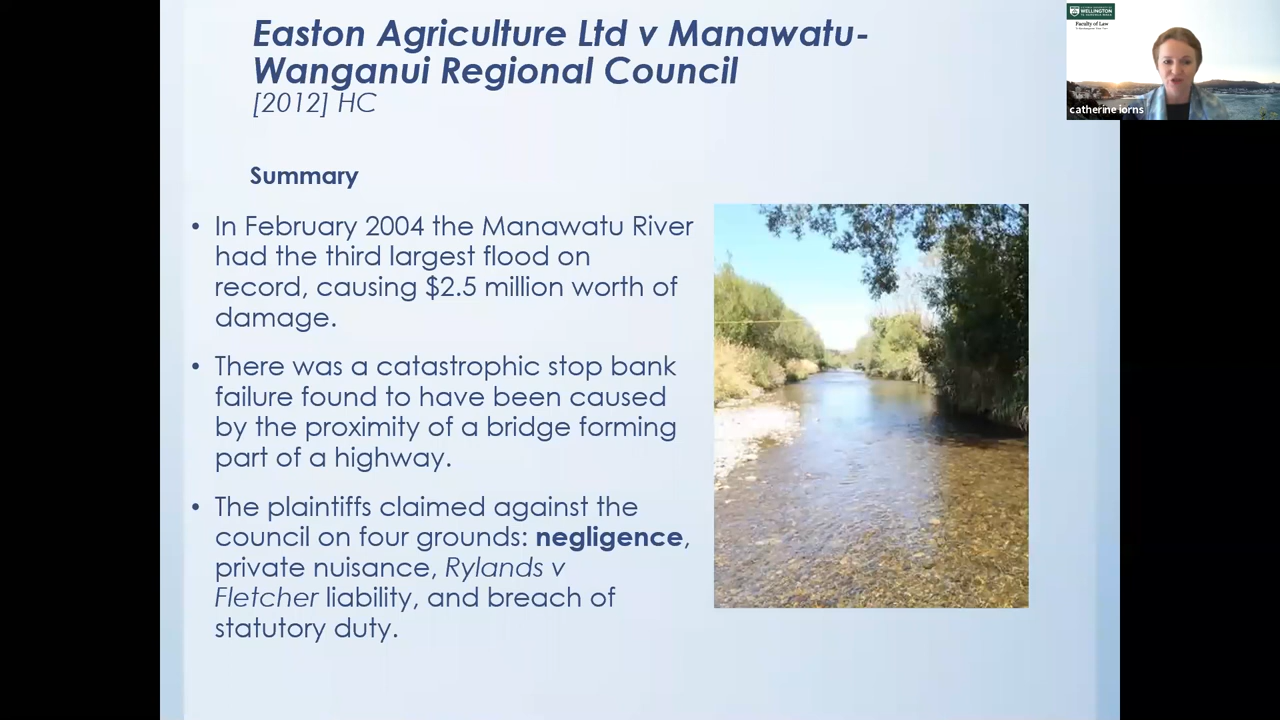 Easton Agriculture Ltd v Manawatu-
Wanganui Regional Council
[2012] HC
Summary
• In February 2004 the Manawatu River
had the third largest flood on
record, causing $2.5 million worth of
damage.
• There was a catastrophic stop bank
failure found to have been caused
by the proximity of a bridge forming
part of a highway.
• The plaintiffs claimed against the
council on four grounds: negligence,
private nuisance, Rylands v
Fletcher liability, and breach of
statutory duty.
WELLINGTON
Faculty of Law
catherine iorns